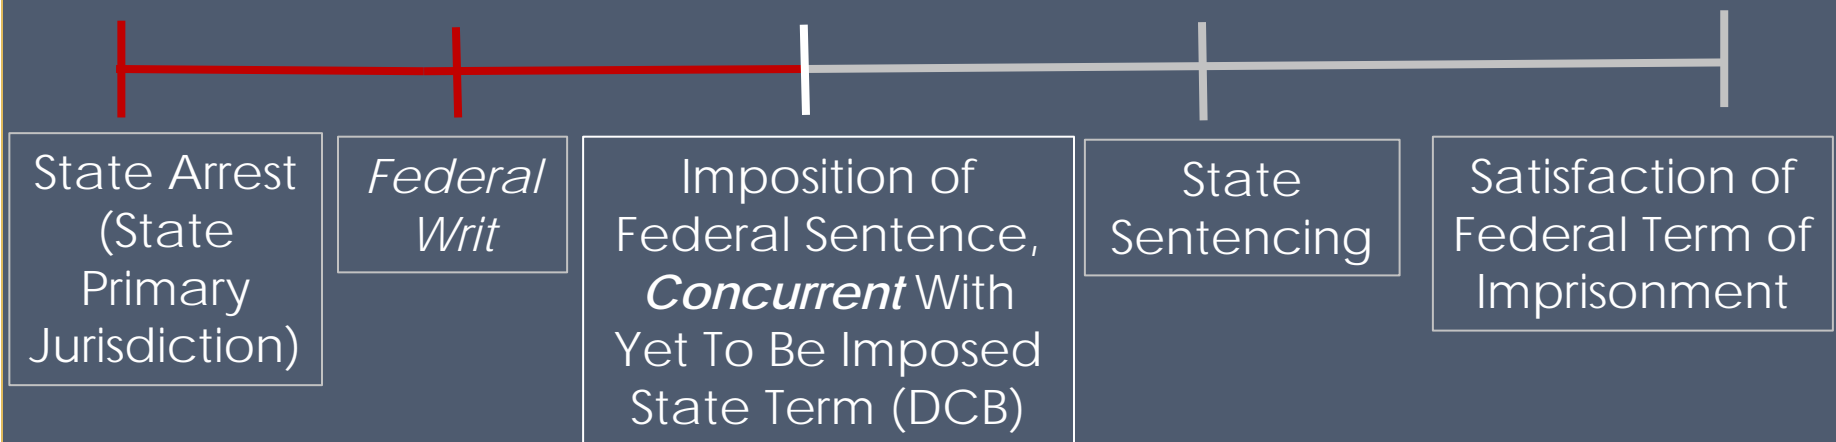 State Arrest
(State
Primary
Jurisdiction)
Federal
Writ
Imposition of
Federal Sentence,
Concurrent With
Yet To Be Imposed
State Term (DCB)
State
Sentencing
Satisfaction of
Federal Term of
Imprisonment